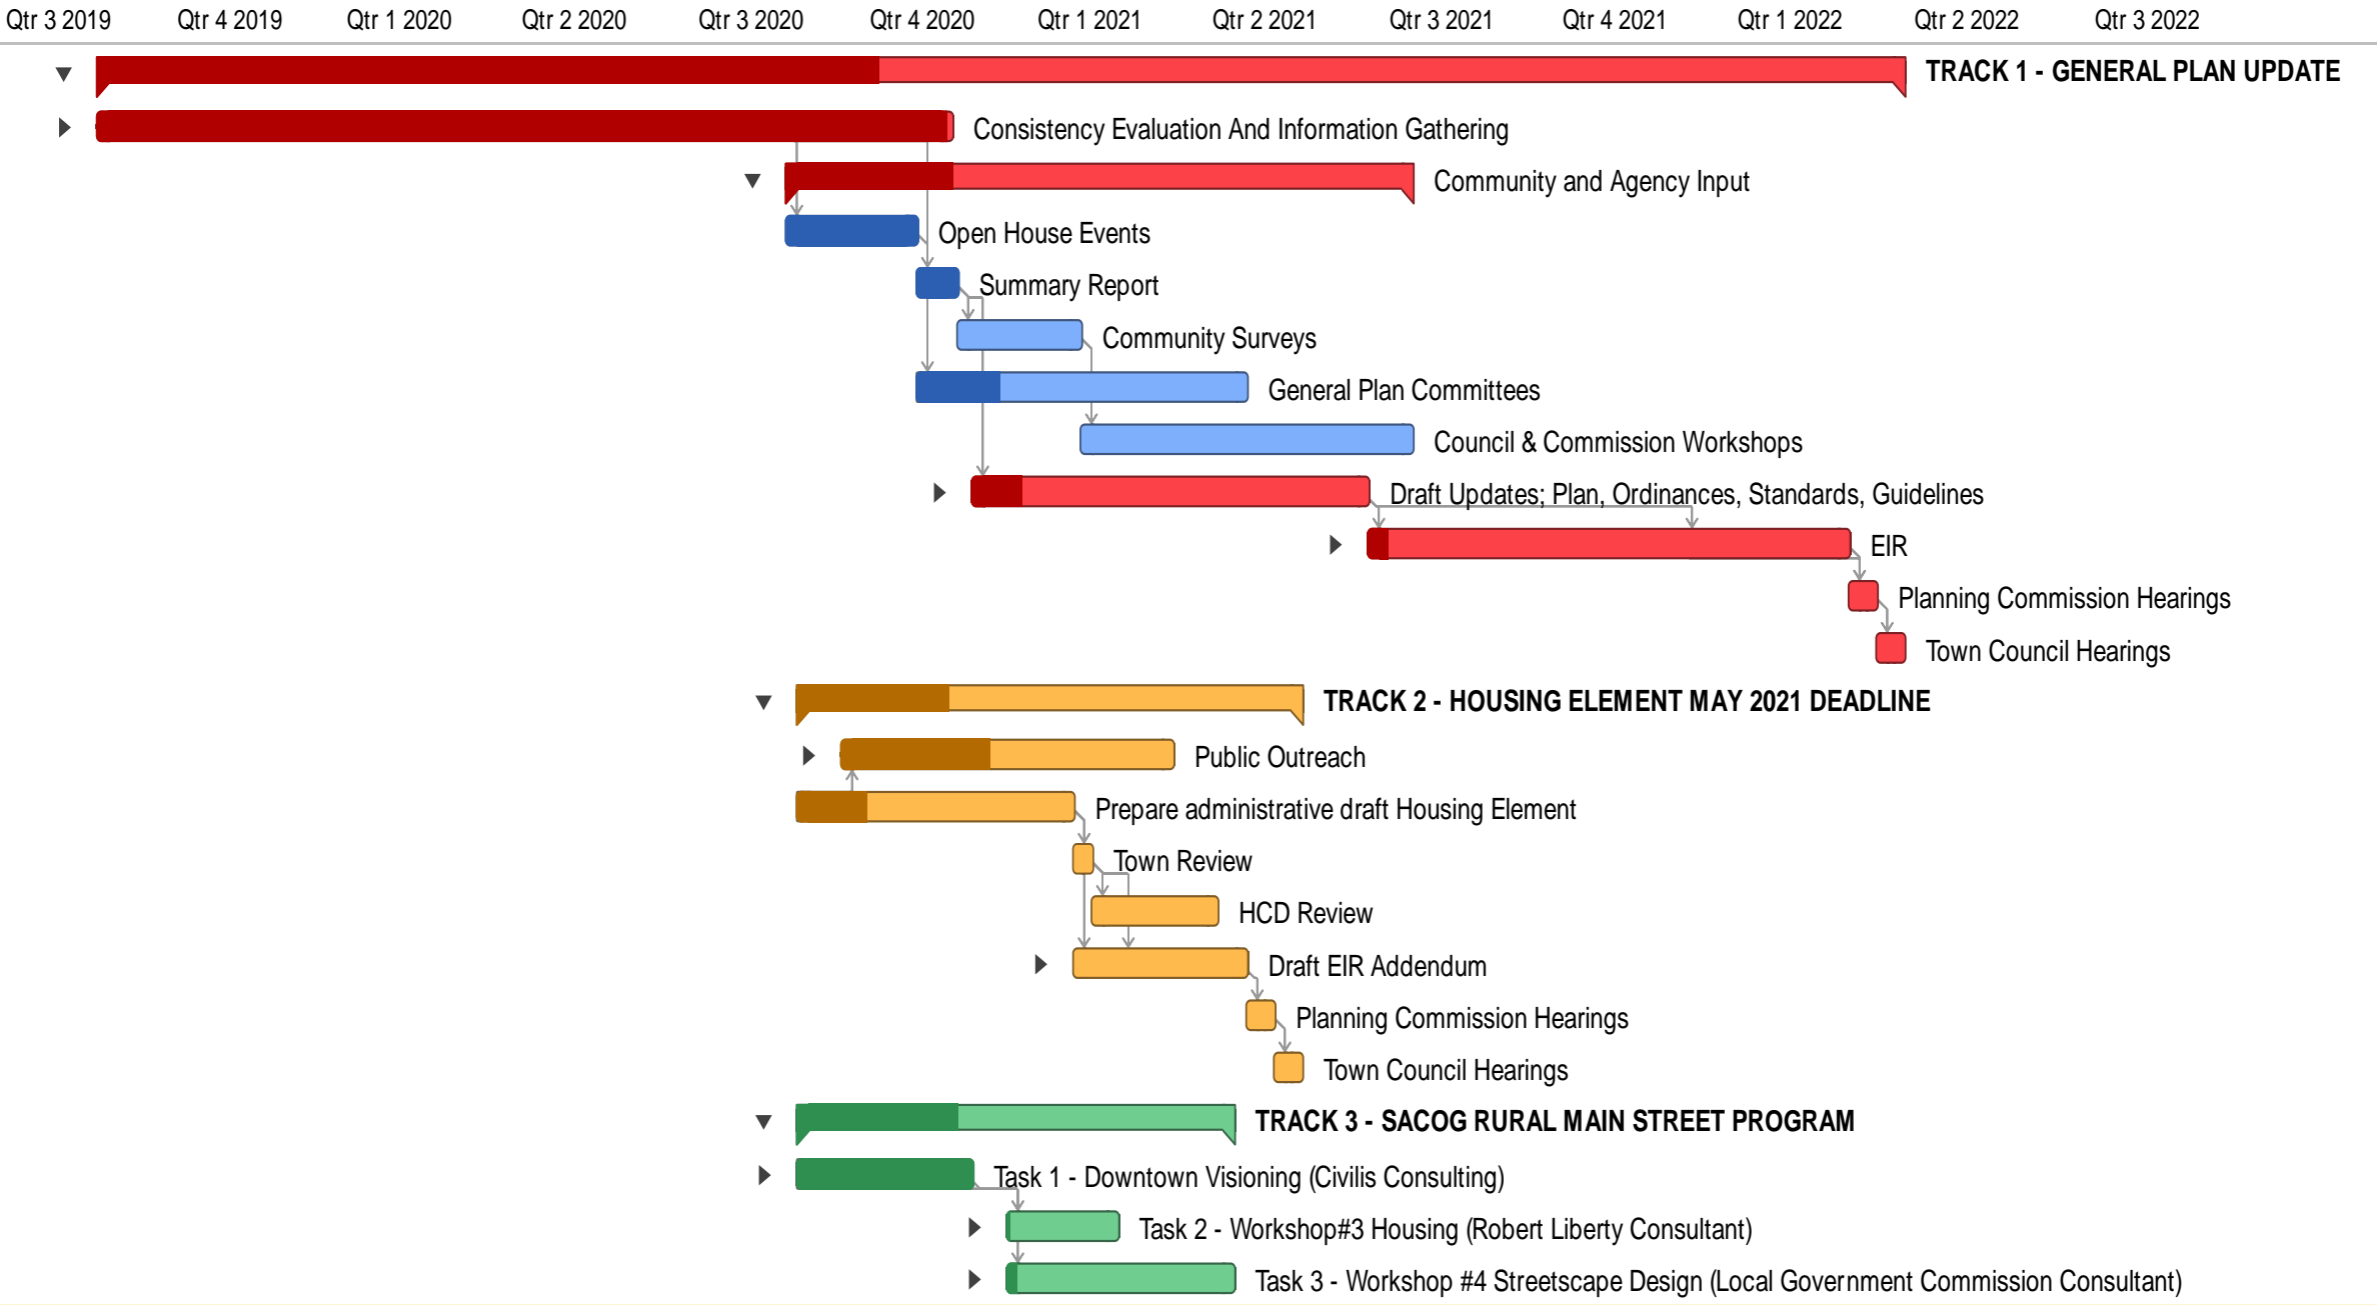 Qtr 3 2019 Qtr 4 2019 Qtr 1 2020 Qtr 2 2020 Qtr 3 2020 Qtr 4 2020 Qtr 1 2021 Qtr 2 2021 Qtr 3 2021 Qtr 4 2021 Qtr 1 2022 Qtr 2 2022 Qtr 3 2022
TRACK 1 - GENERAL PLAN UPDATE
Consistency Evaluation And Information Gathering
Community and Agency Input
Open House Events
Summary Report
Community Surveys
General Plan Committees
Council & Commission Workshops
Draft Updates; Plan, Ordinances, Standards, Guidelines
EIR
Planning Commission Hearings
Town Council Hearings
TRACK 2 - HOUSING ELEMENT MAY 2021 DEADLINE
Public Outreach
Prepare administrative draft Housing Element
Town Review
HCD Review
Draft EIR Addendum
Planning Commission Hearings
Town Council Hearings
TRACK 3 - SACOG RURAL MAIN STREET PROGRAM
Task 1 - Downtown Visioning (Civilis Consulting)
Task 2 - Workshop#3 Housing (Robert Liberty Consultant)
Task 3 - Workshop #4 Streetscape Design (Local Government Commission Consultant)